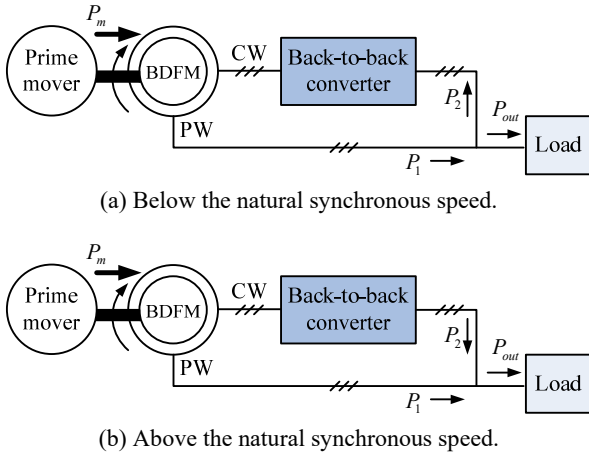 P_m
Prime
mover
BDFM
CW
Back-to-back
converter
P_2
P_out
Load
PW
P_1
(a) Below the natural synchronous speed.
P_m
Prime
mover
BDFM
CW
Back-to-back
converter
P_2
P_out
Load
PW
P_1
(b) Above the natural synchronous speed.